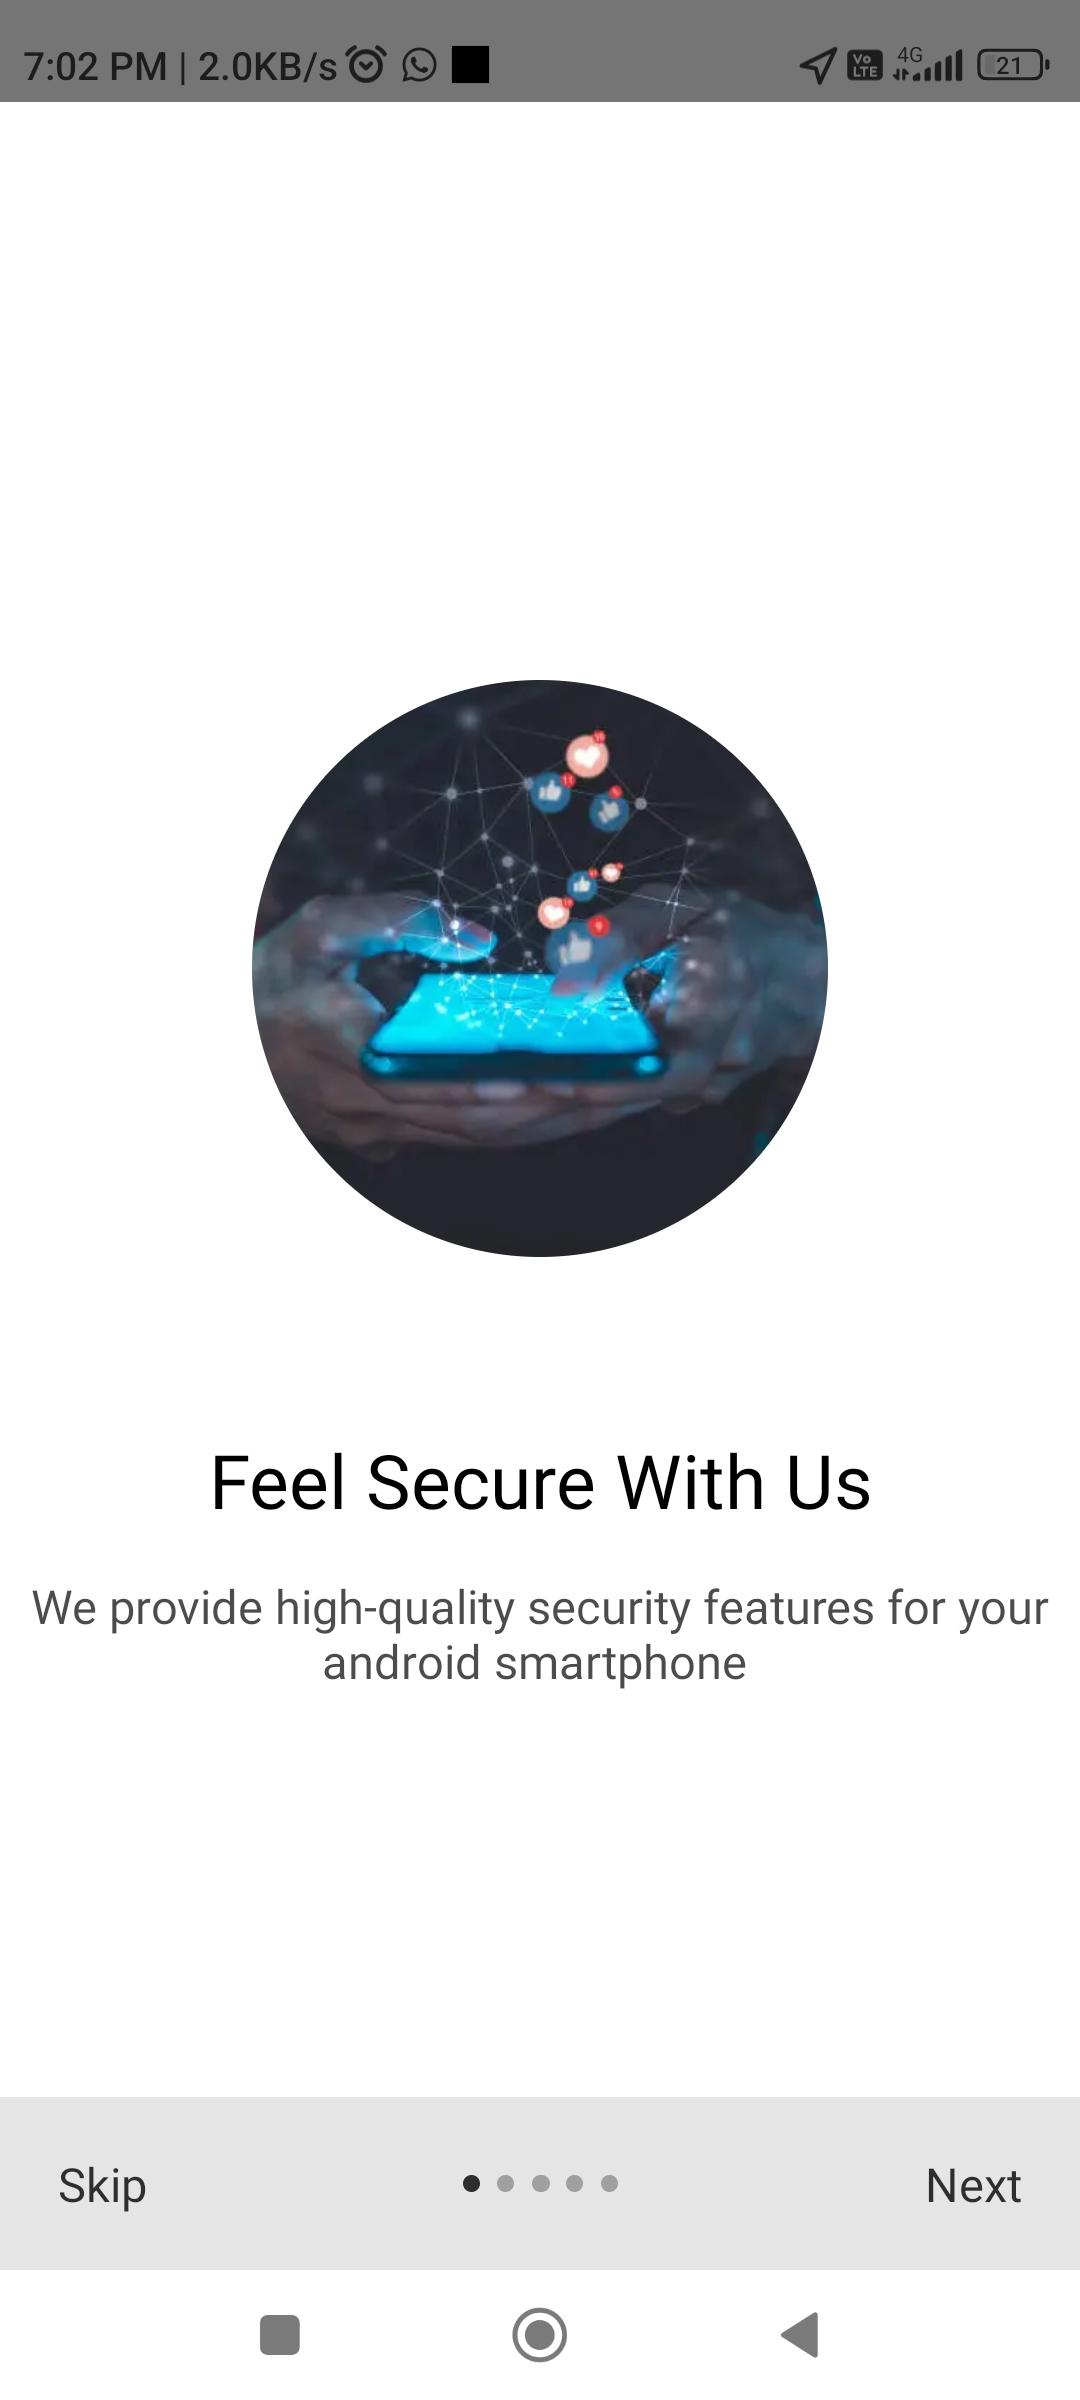 7:02 PM | 2.0KB/s
Vo LTE
4G
21
Feel Secure With Us
We provide high-quality security features for your
android smartphone
Skip
Next